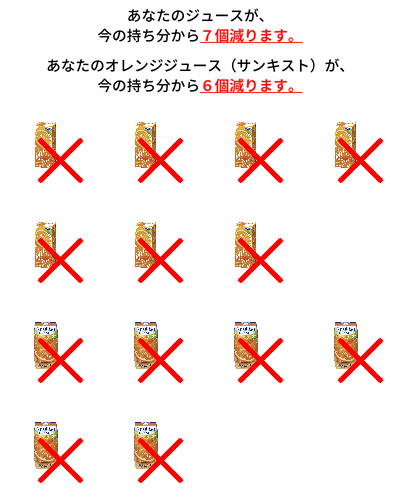 あなたのジュースが、
今の持ち分から７個減ります。
あなたのオレンジジュース（サンキスト）が、
今の持ち分から６個減ります。